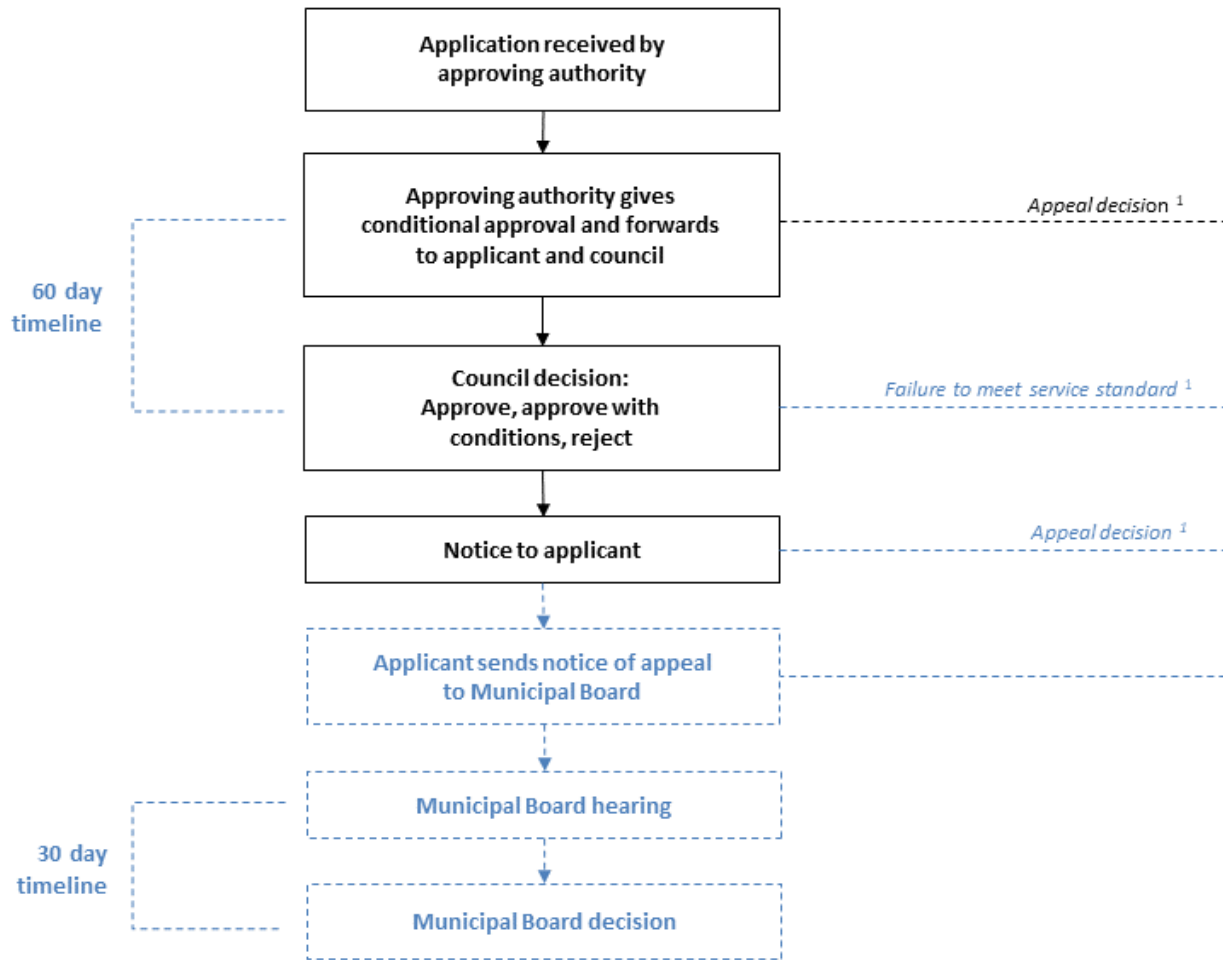 Application received by
approving authority
Approving authority gives
conditional approval and forwards
to applicant and council
Appeal decision 1
60 day
timeline
Council decision:
Approve, approve with
conditions, reject
Failure to meet service standard 1
Notice to applicant
Appeal decision 1
Applicant sends notice of appeal
to Municipal Board
Municipal Board hearing
30 day
timeline
Municipal Board decision